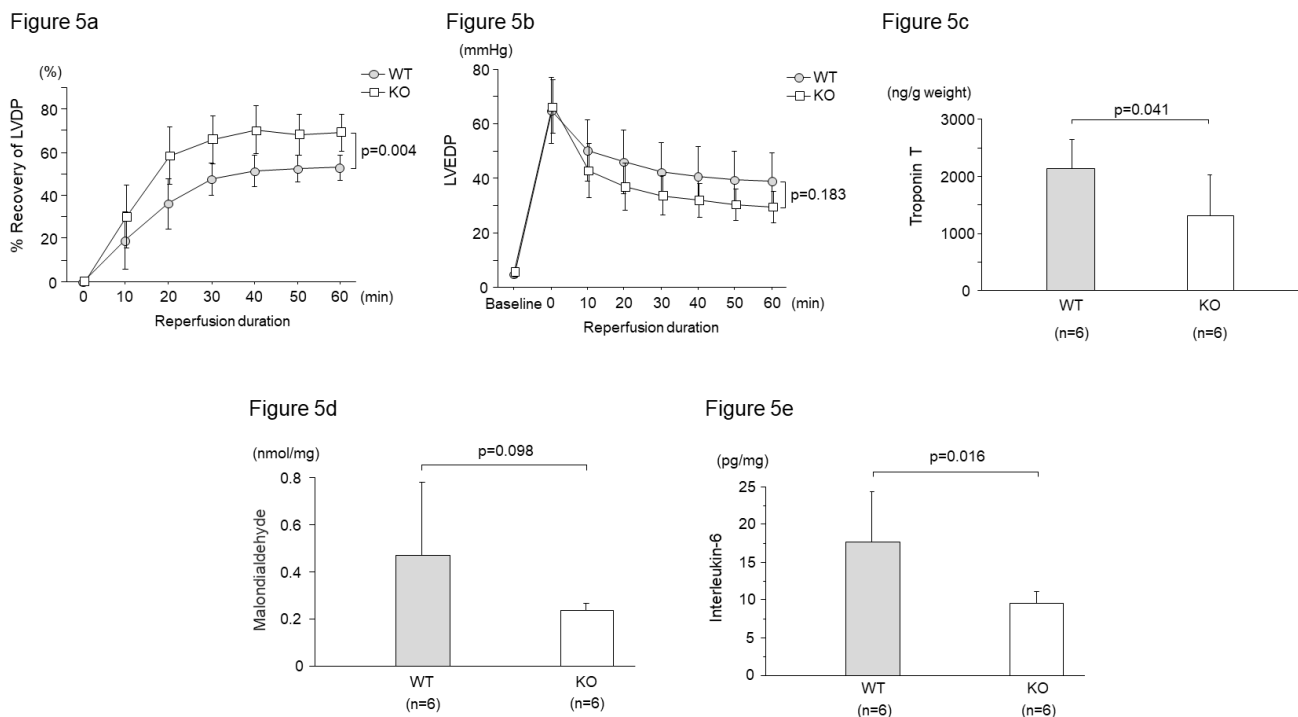 Figure 5a
(%)
WT
KO
80
60
40
20
0
% Recovery of LVDP
p=0.004
0 10 20 30 40 50 60 (min)
Reperfusion duration
Figure 5b
(mmHg)
WT
KO
80
60
40
20
0
LVEDP
p=0.183
Baseline 0 10 20 30 40 50 60 (min)
Reperfusion duration
Figure 5c
(ng/g weight)
p=0.041
3000
2000
1000
0
Troponin T
WT KO
(n=6) (n=6)
Figure 5d
(nmol/mg)
p=0.098
0.8
0.6
0.4
0.2
0
Malondialdehyde
WT KO
(n=6) (n=6)
Figure 5e
(pg/mg)
p=0.016
25
20
15
10
5
0
Interleukin-6
WT KO
(n=6) (n=6)